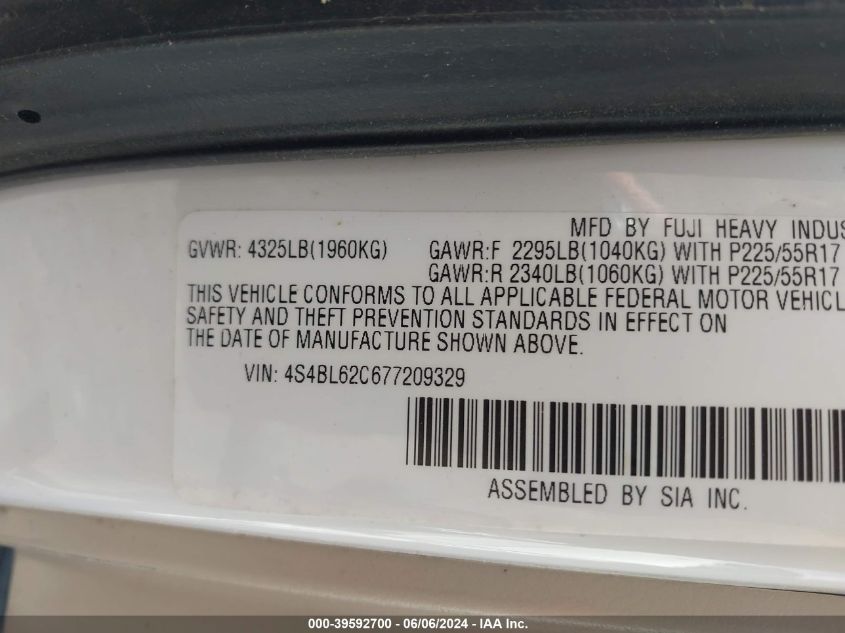 MFD BY FUJI HEAVY INDUS
GVWR: 4325LB(1960KG) GAWR:F 2295LB(1040KG) WITH P225/55R17
GAWR:R 2340LB(1060KG) WITH P225/55R17
THIS VEHICLE CONFORMS TO ALL APPLICABLE FEDERAL MOTOR VEHICL
SAFETY AND THEFT PREVENTION STANDARDS IN EFFECT ON
THE DATE OF MANUFACTURE SHOWN ABOVE.
VIN: 4S4BL62C677209329
ASSEMBLED BY SIA INC.
000-39592700 - 06/06/2024 - IAA Inc.